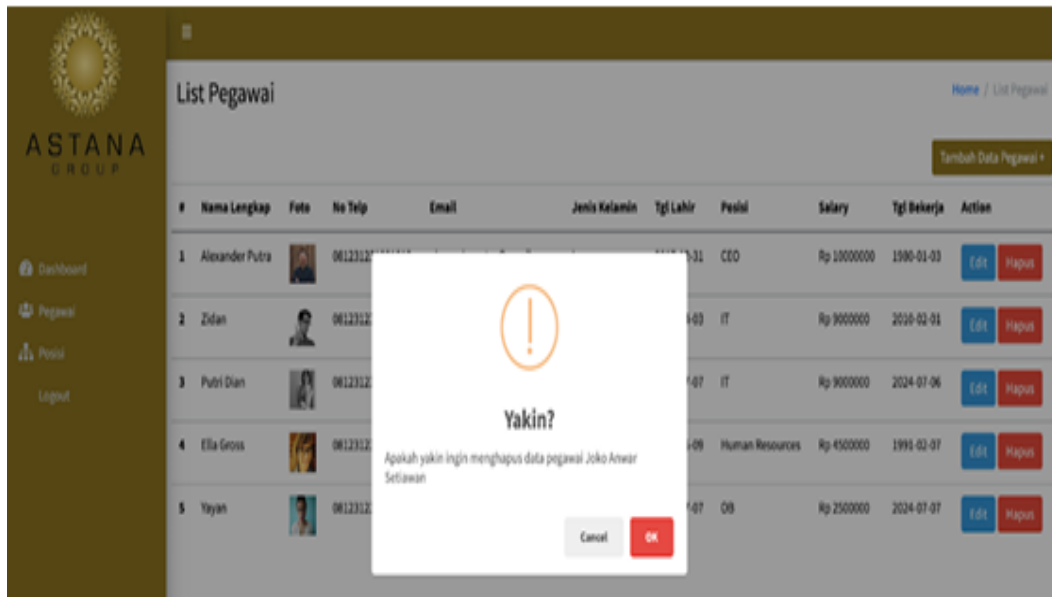 ASTANA
GROUP
Dashboard
Pegawai
Posisi
Logout
List Pegawai
Home / List Pegawai
Tambah Data Pegawai +
# Nama Lengkap Foto No Telp Email Jenis Kelamin Tgl Lahir Posisi Salary Tgl Bekerja Action
1 Alexander Putra CEO Rp 10000000 1980-01-03 Edit Hapus
2 Zidan 0812312 IT Rp 9000000 2010-02-01 Edit Hapus
3 Putri Dian 0812312 IT Rp 9000000 2024-07-06 Edit Hapus
4 Ella Gross 0812312 Human Resources Rp 4500000 1991-02-07 Edit Hapus
5 Yayan 0812312 OB Rp 2500000 2024-07-07 Edit Hapus
Yakin?
Apakah yakin ingin menghapus data pegawai Joko Anwar
Setiawan
Cancel OK